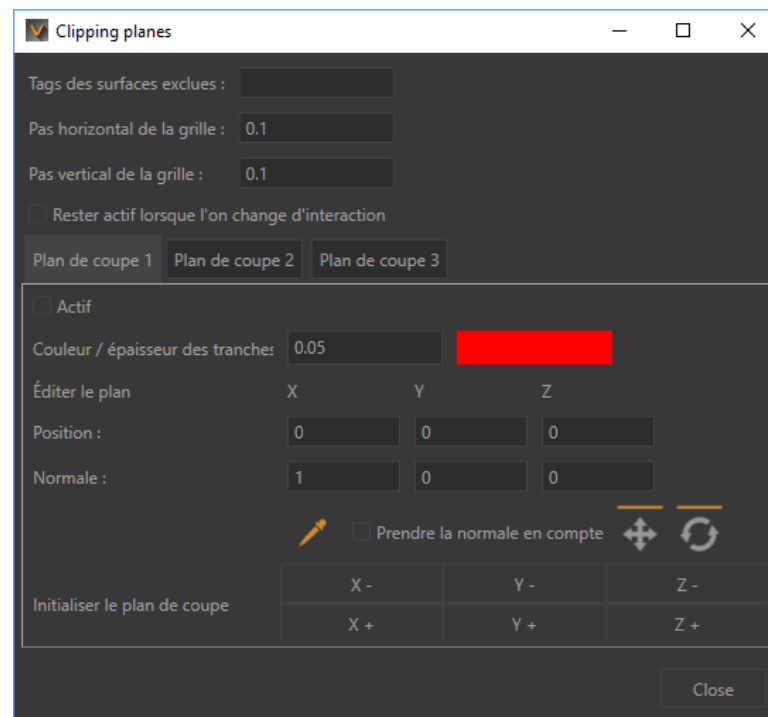 Clipping planes
Tags des surfaces exclues :
Pas horizontal de la grille : 0.1
Pas vertical de la grille : 0.1
Rester actif lorsque l'on change d'interaction
Plan de coupe 1 Plan de coupe 2 Plan de coupe 3
Actif
Couleur / épaisseur des tranches 0.05
Éditer le plan X Y Z
Position : 0 0 0
Normale : 1 0 0
Prendre la normale en compte
X - Y - Z -
Initialiser le plan de coupe
X + Y + Z +
Close